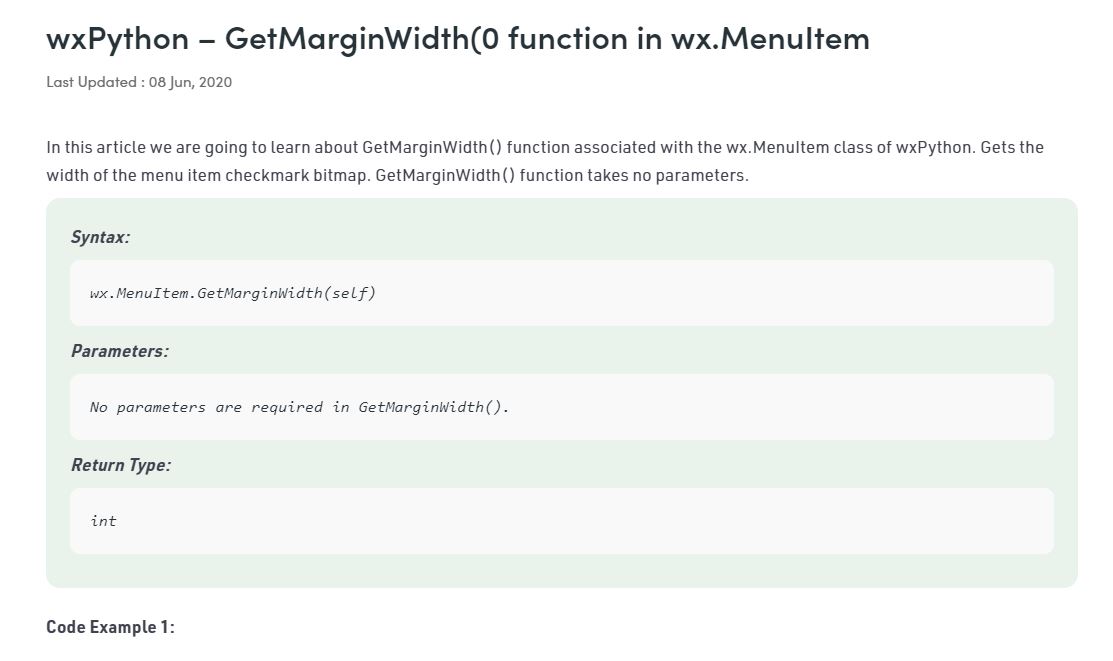 wxPython – GetMarginWidth(0 function in wx.MenuItem
Last Updated : 08 Jun, 2020
In this article we are going to learn about GetMarginWidth() function associated with the wx.MenuItem class of wxPython. Gets the
width of the menu item checkmark bitmap. GetMarginWidth() function takes no parameters.
Syntax:
wx.MenuItem.GetMarginWidth(self)
Parameters:
No parameters are required in GetMarginWidth().
Return Type:
int
Code Example 1: